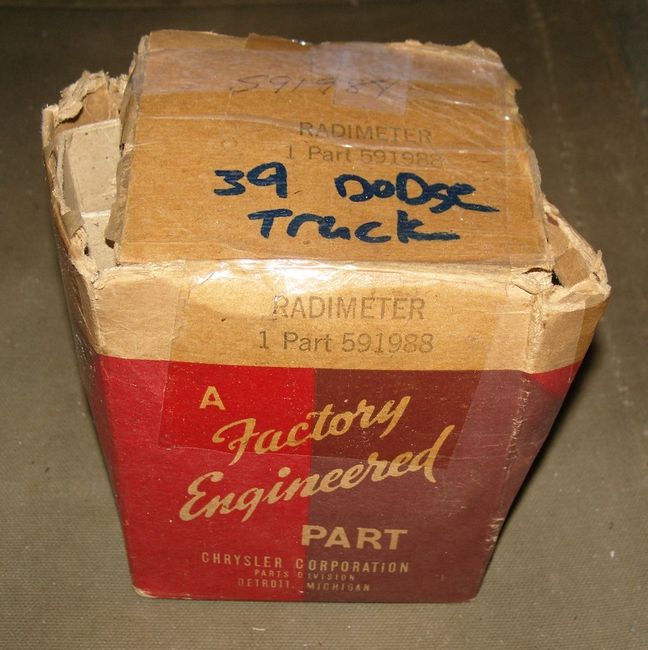 591984
RADIMETER
1 Part 591988
39 DoDge
Truck
RADIMETER
1 Part 591988
A
Factory
Engineered
PART
CHRYSLER CORPORATION
PARTS DIVISION
DETROIT, MICHIGAN